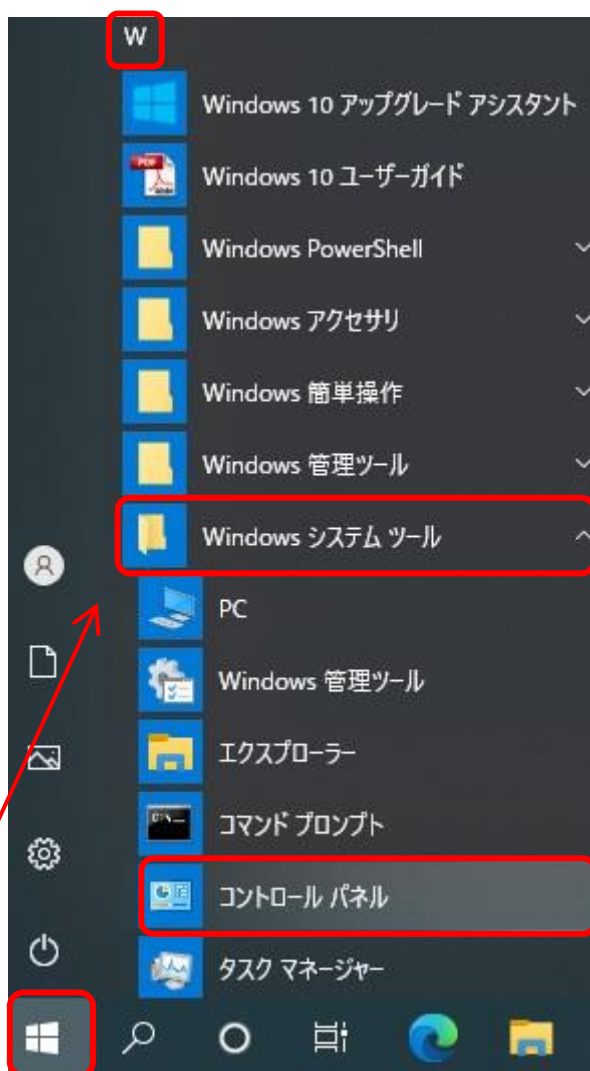 W
Windows 10 アップグレード アシスタント
Windows 10 ユーザーガイド
Windows PowerShell
Windows アクセサリ
Windows 簡単操作
Windows 管理ツール
Windows システム ツール
PC
Windows 管理ツール
エクスプローラー
コマンド プロンプト
コントロール パネル
タスク マネージャー